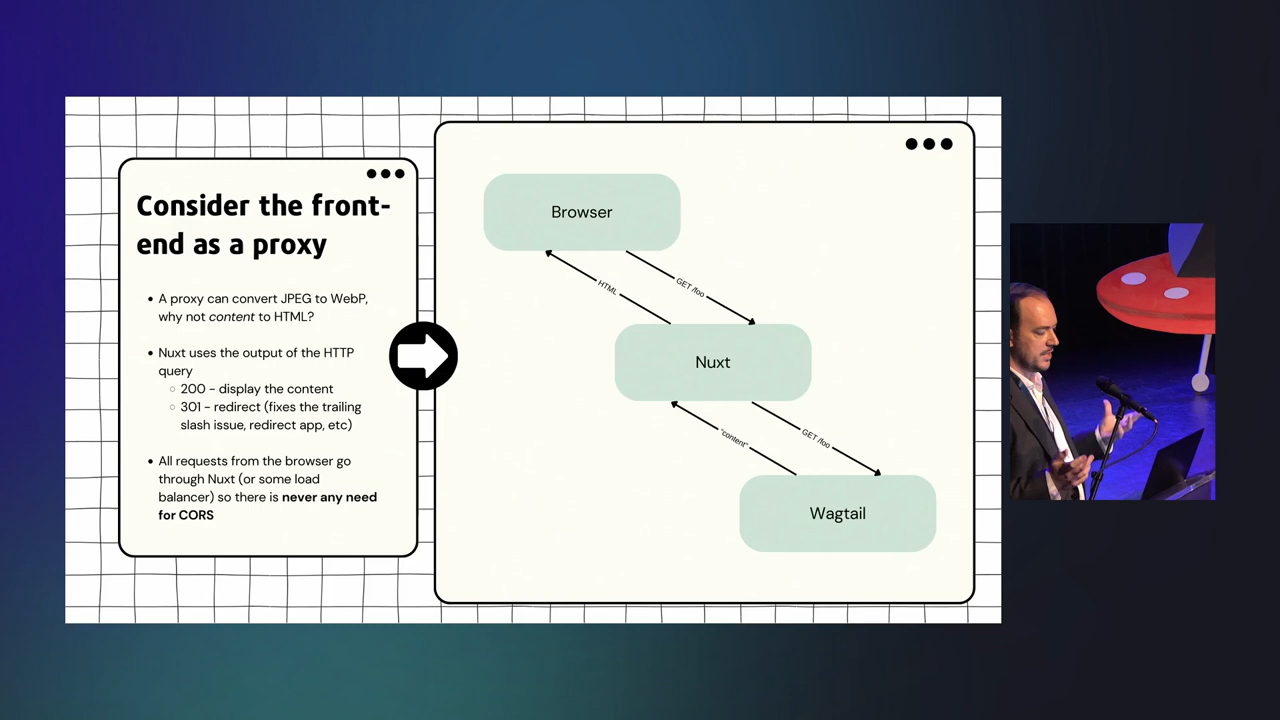 Consider the front-
end as a proxy
• A proxy can convert JPEG to WebP,
why not content to HTML?
• Nuxt uses the output of the HTTP
query
○ 200 - display the content
○ 301 - redirect (fixes the trailing
slash issue, redirect app, etc)
• All requests from the browser go
through Nuxt (or some load
balancer) so there is never any need
for CORS
Browser
HTML
GET /foo
Nuxt
"content"
GET /foo
Wagtail